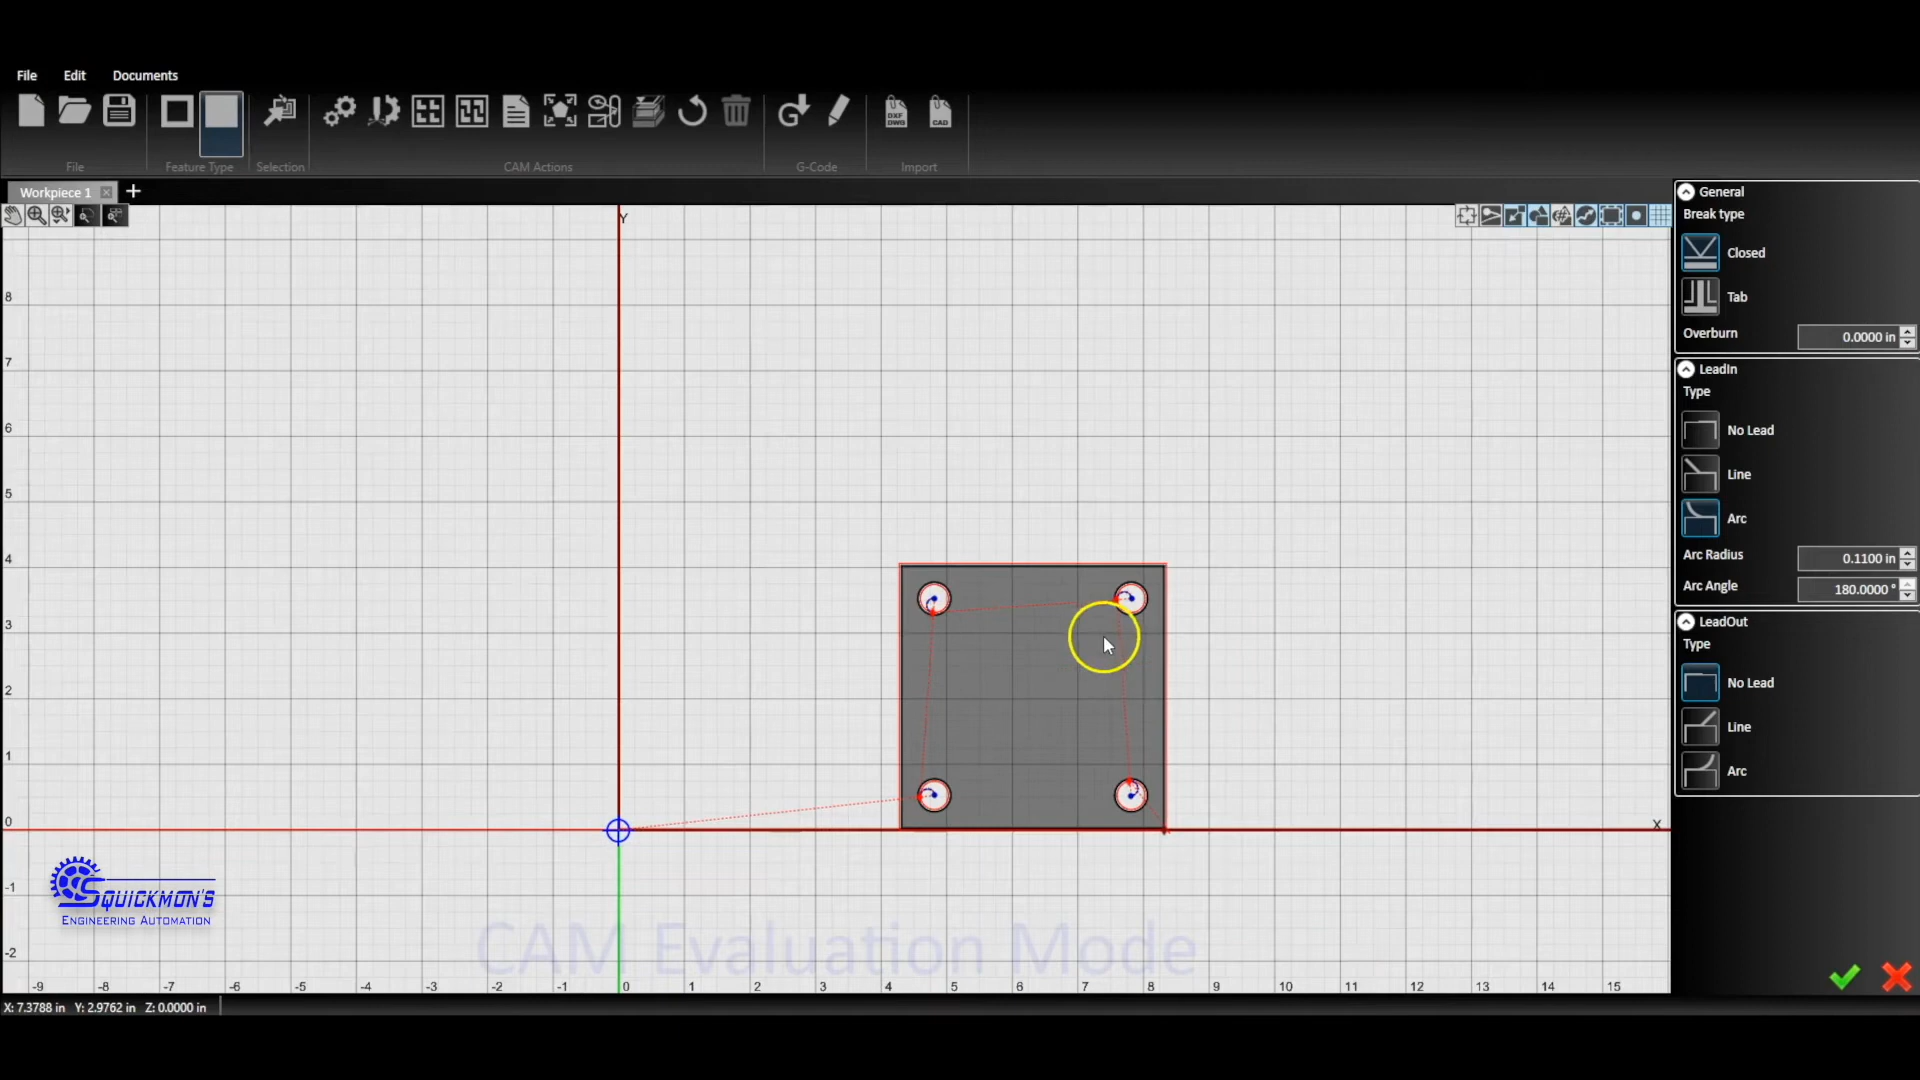 File Edit Documents
DXF DWG CAD
File Feature Type Selection CAM Actions G-Code Import
Workpiece 1
Y
8
7
6
5
4
3
2
1
0
X
-1
-2
-9 -8 -7 -6 -5 -4 -3 -2 -1 0 1 2 3 4 5 6 7 8 9 10 11 12 13 14 15
SQUICKMON'S
ENGINEERING AUTOMATION
CAM Evaluation Mode
X: 7.3788 in Y: 2.9762 in Z: 0.0000 in
General
Break type
Closed
Tab
Overburn 0.0000 in
LeadIn
Type
No Lead
Line
Arc
Arc Radius 0.1100 in
Arc Angle 180.0000 °
LeadOut
Type
No Lead
Line
Arc